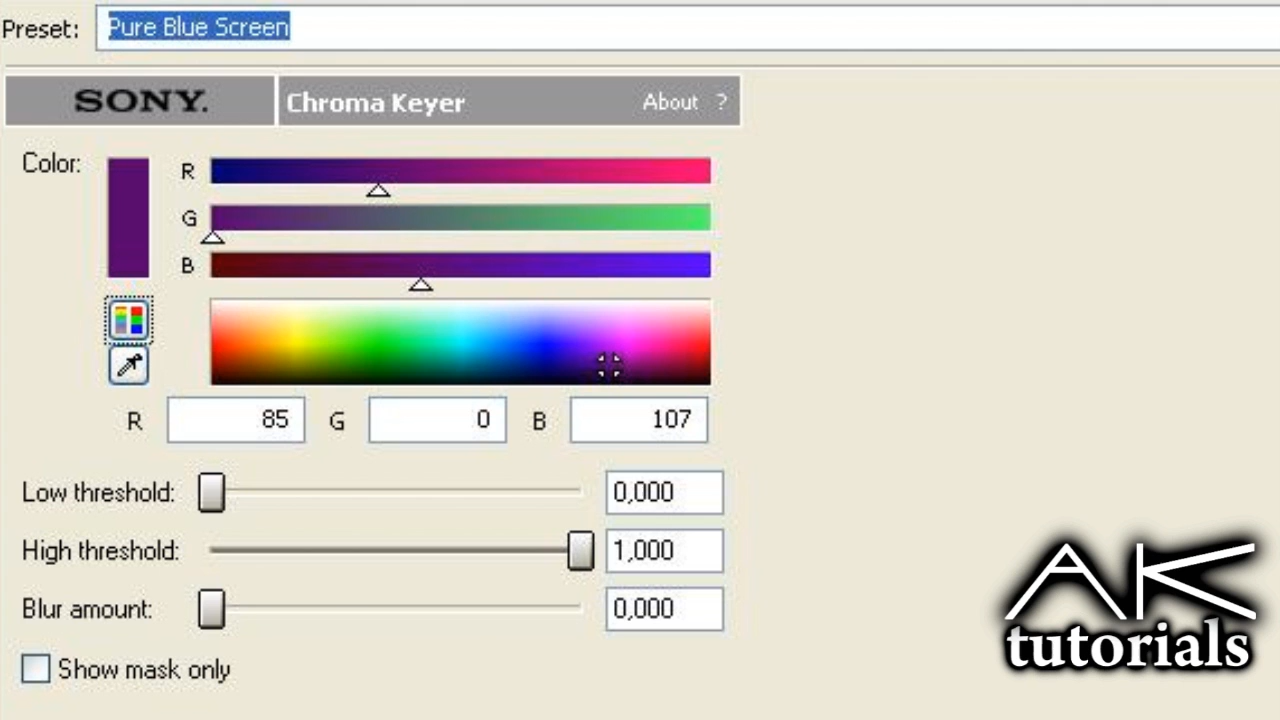 Preset: Pure Blue Screen
SONY. Chroma Keyer About ?
Color: R
G
B
R 85 G 0 B 107
Low threshold: 0,000
High threshold: 1,000
Blur amount: 0,000
Show mask only
AK
tutorials